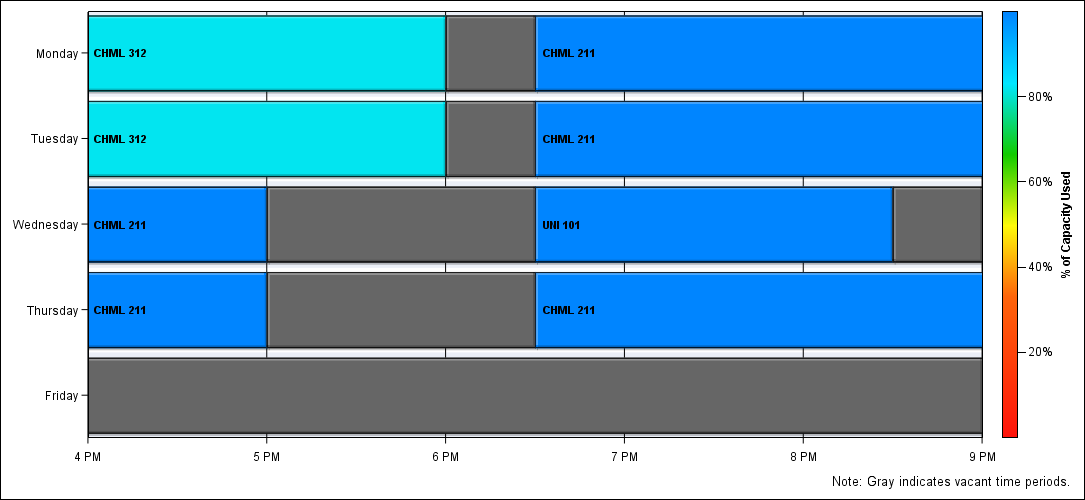 Monday
CHML 312
CHML 211
Tuesday
CHML 312
CHML 211
Wednesday
CHML 211
UNI 101
Thursday
CHML 211
CHML 211
Friday
4 PM
5 PM
6 PM
7 PM
8 PM
9 PM
80%
60%
40%
20%
% of Capacity Used
Note: Gray indicates vacant time periods.